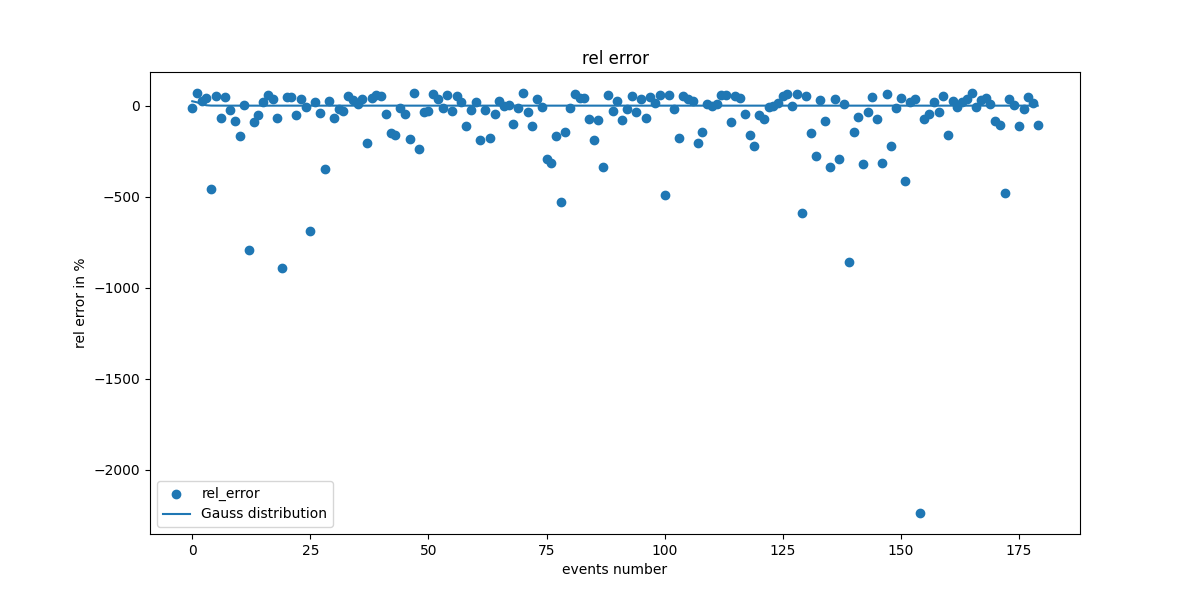 rel error
0
−500
−1000
−1500
−2000
rel error in %
rel_error
Gauss distribution
0 25 50 75 100 125 150 175
events number